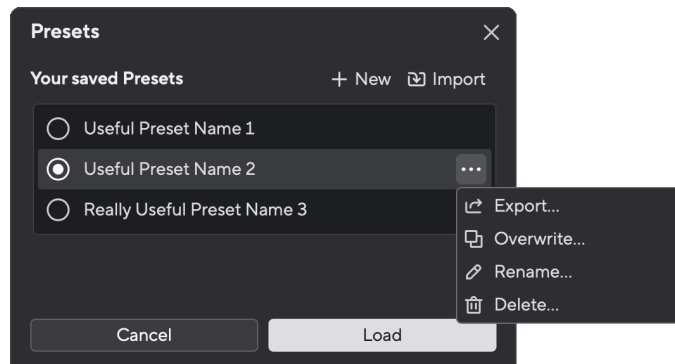 Presets
Your saved Presets
New
Import
Useful Preset Name 1
Useful Preset Name 2
Really Useful Preset Name 3
Export...
Overwrite...
Rename...
Delete...
Cancel
Load